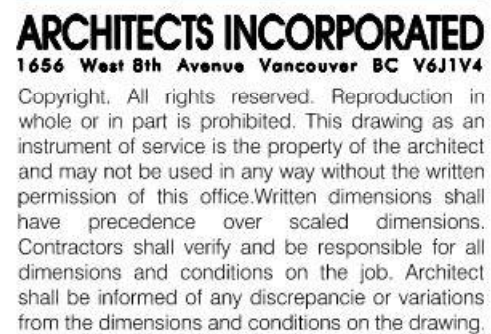 ARCHITECTS INCORPORATED
1656 West 8th Avenue Vancouver BC V6J1V4
Copyright. All rights reserved. Reproduction in
whole or in part is prohibited. This drawing as an
instrument of service is the property of the architect
and may not be used in any way without the written
permission of this office.Written dimensions shall
have precedence over scaled dimensions.
Contractors shall verify and be responsible for all
dimensions and conditions on the job. Architect
shall be informed of any discrepancie or variations
from the dimensions and conditions on the drawing.